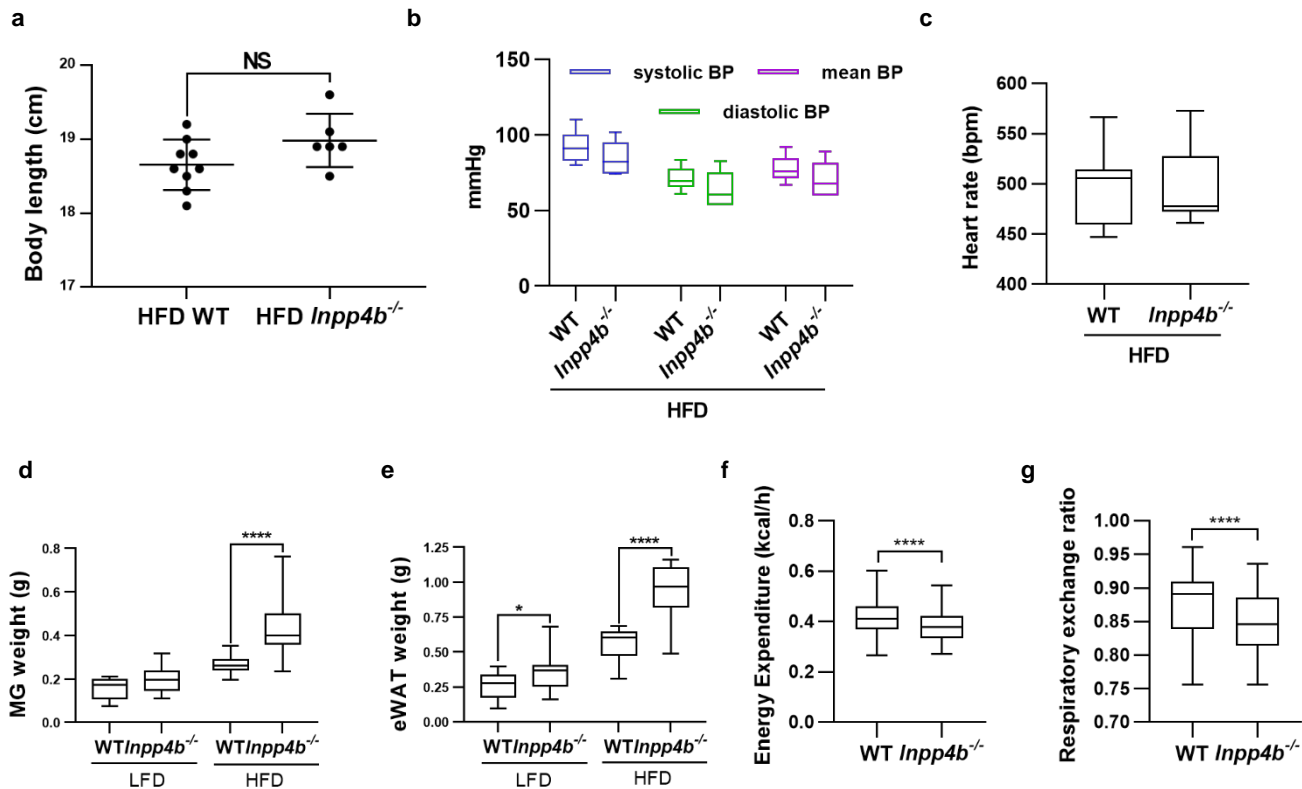 a
Body length (cm)
20
19
18
17
NS
HFD WT
HFD Inpp4b-/-
b
mmHg
150
100
50
0
systolic BP
mean BP
diastolic BP
WT
Inpp4b-/-
WT
Inpp4b-/-
WT
Inpp4b-/-
HFD
c
Heart rate (bpm)
600
550
500
450
400
WT
Inpp4b-/-
HFD
d
MG weight (g)
0.8
0.6
0.4
0.2
0.0
****
WT Inpp4b-/-
WT Inpp4b-/-
LFD
HFD
e
eWAT weight (g)
1.25
1.00
0.75
0.50
0.25
0.00
*
****
WT Inpp4b-/-
WT Inpp4b-/-
LFD
HFD
f
Energy Expenditure (kcal/h)
0.8
0.6
0.4
0.2
0.0
****
WT Inpp4b-/-
g
Respiratory exchange ratio
1.00
0.95
0.90
0.85
0.80
0.75
0.70
****
WT Inpp4b-/-